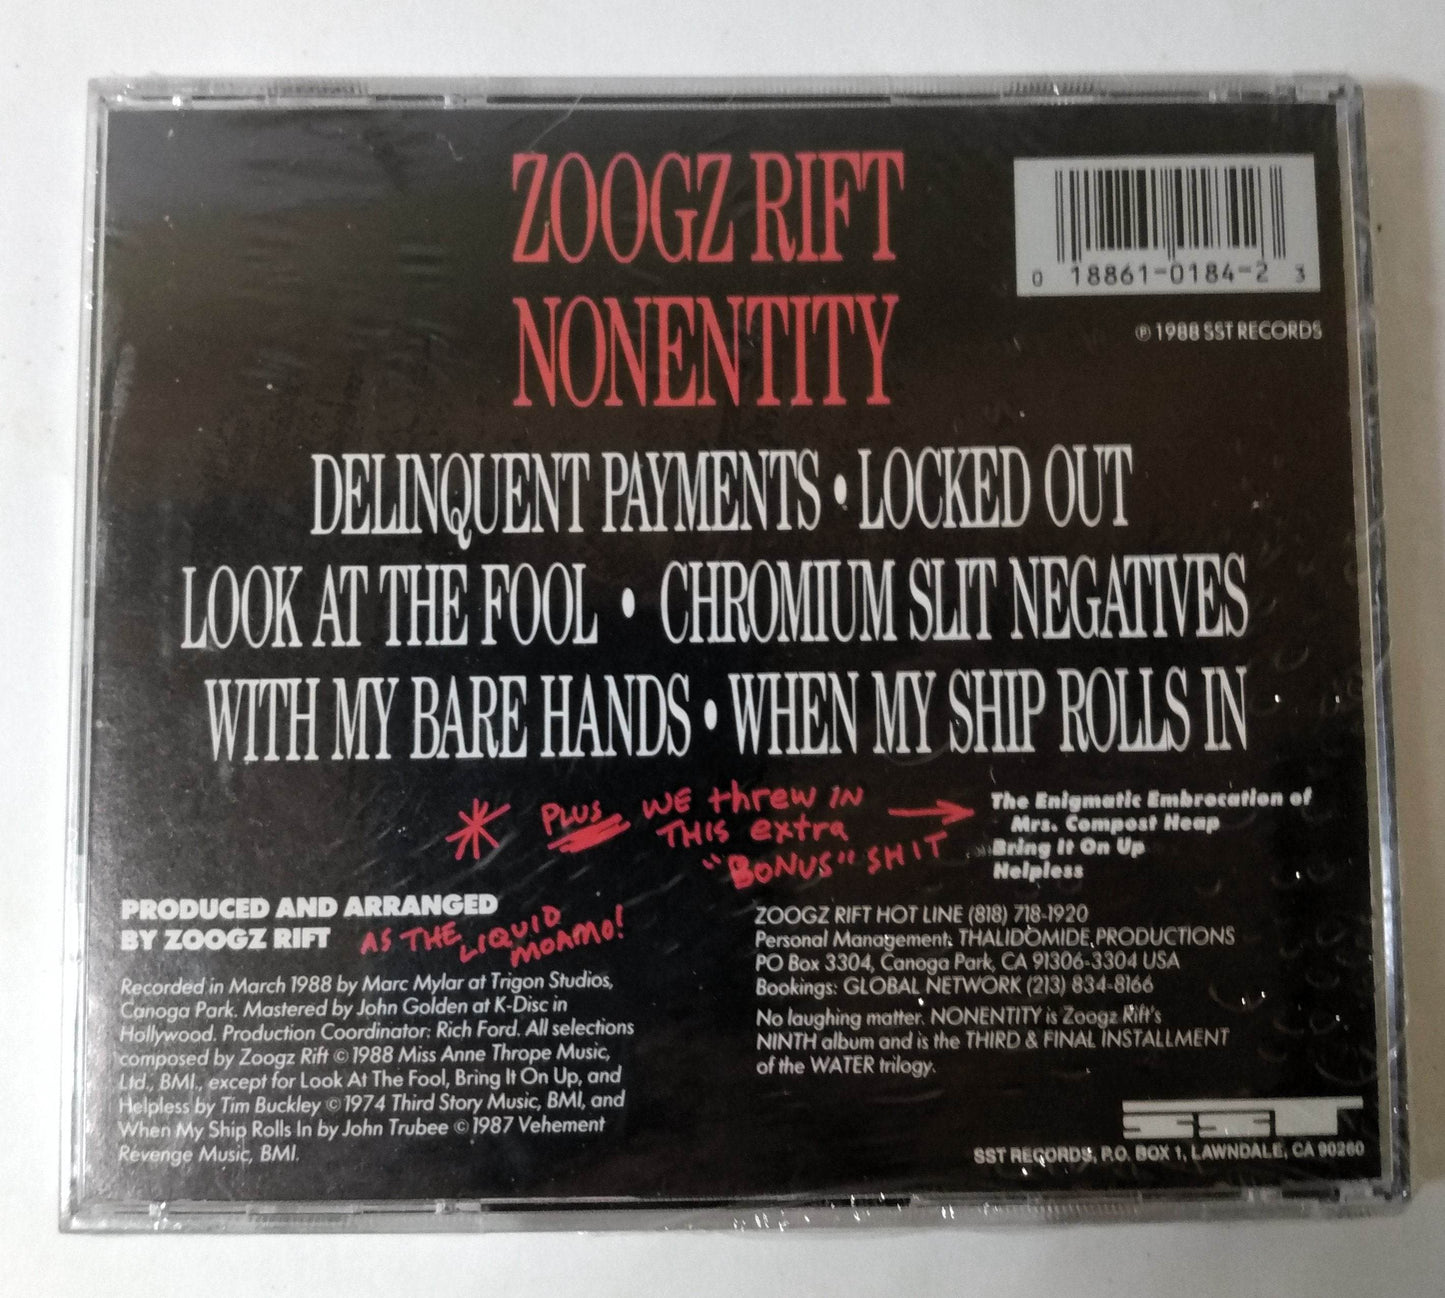 ZOOGZ RIFT
NONENTITY
0 18861-0184-2 3
℗ 1988 SST RECORDS
DELINQUENT PAYMENTS • LOCKED OUT
LOOK AT THE FOOL • CHROMIUM SLIT NEGATIVES
WITH MY BARE HANDS • WHEN MY SHIP ROLLS IN
* PLUS WE threw IN
THIS extra
"BONUS" SHIT
The Enigmatic Embrocation of
Mrs. Compost Heap
Bring It On Up
Helpless
PRODUCED AND ARRANGED
BY ZOOGZ RIFT
AS THE LIQUID
MOAMO!
Recorded in March 1988 by Marc Mylar at Trigon Studios,
Canoga Park. Mastered by John Golden at K-Disc in
Hollywood. Production Coordinator: Rich Ford. All selections
composed by Zoogz Rift © 1988 Miss Anne Thrope Music,
Ltd., BMI., except for Look At The Fool, Bring It On Up, and
Helpless by Tim Buckley © 1974 Third Story Music, BMI, and
When My Ship Rolls In by John Trubee © 1987 Vehement
Revenge Music, BMI.
ZOOGZ RIFT HOT LINE (818) 718-1920
Personal Management: THALIDOMIDE PRODUCTIONS
PO Box 3304, Canoga Park, CA 91306-3304 USA
Bookings: GLOBAL NETWORK (213) 834-8166
No laughing matter. NONENTITY is Zoogz Rift's
NINTH album and is the THIRD & FINAL INSTALLMENT
of the WATER trilogy.
SST
SST RECORDS, P.O. BOX 1, LAWNDALE, CA 90260